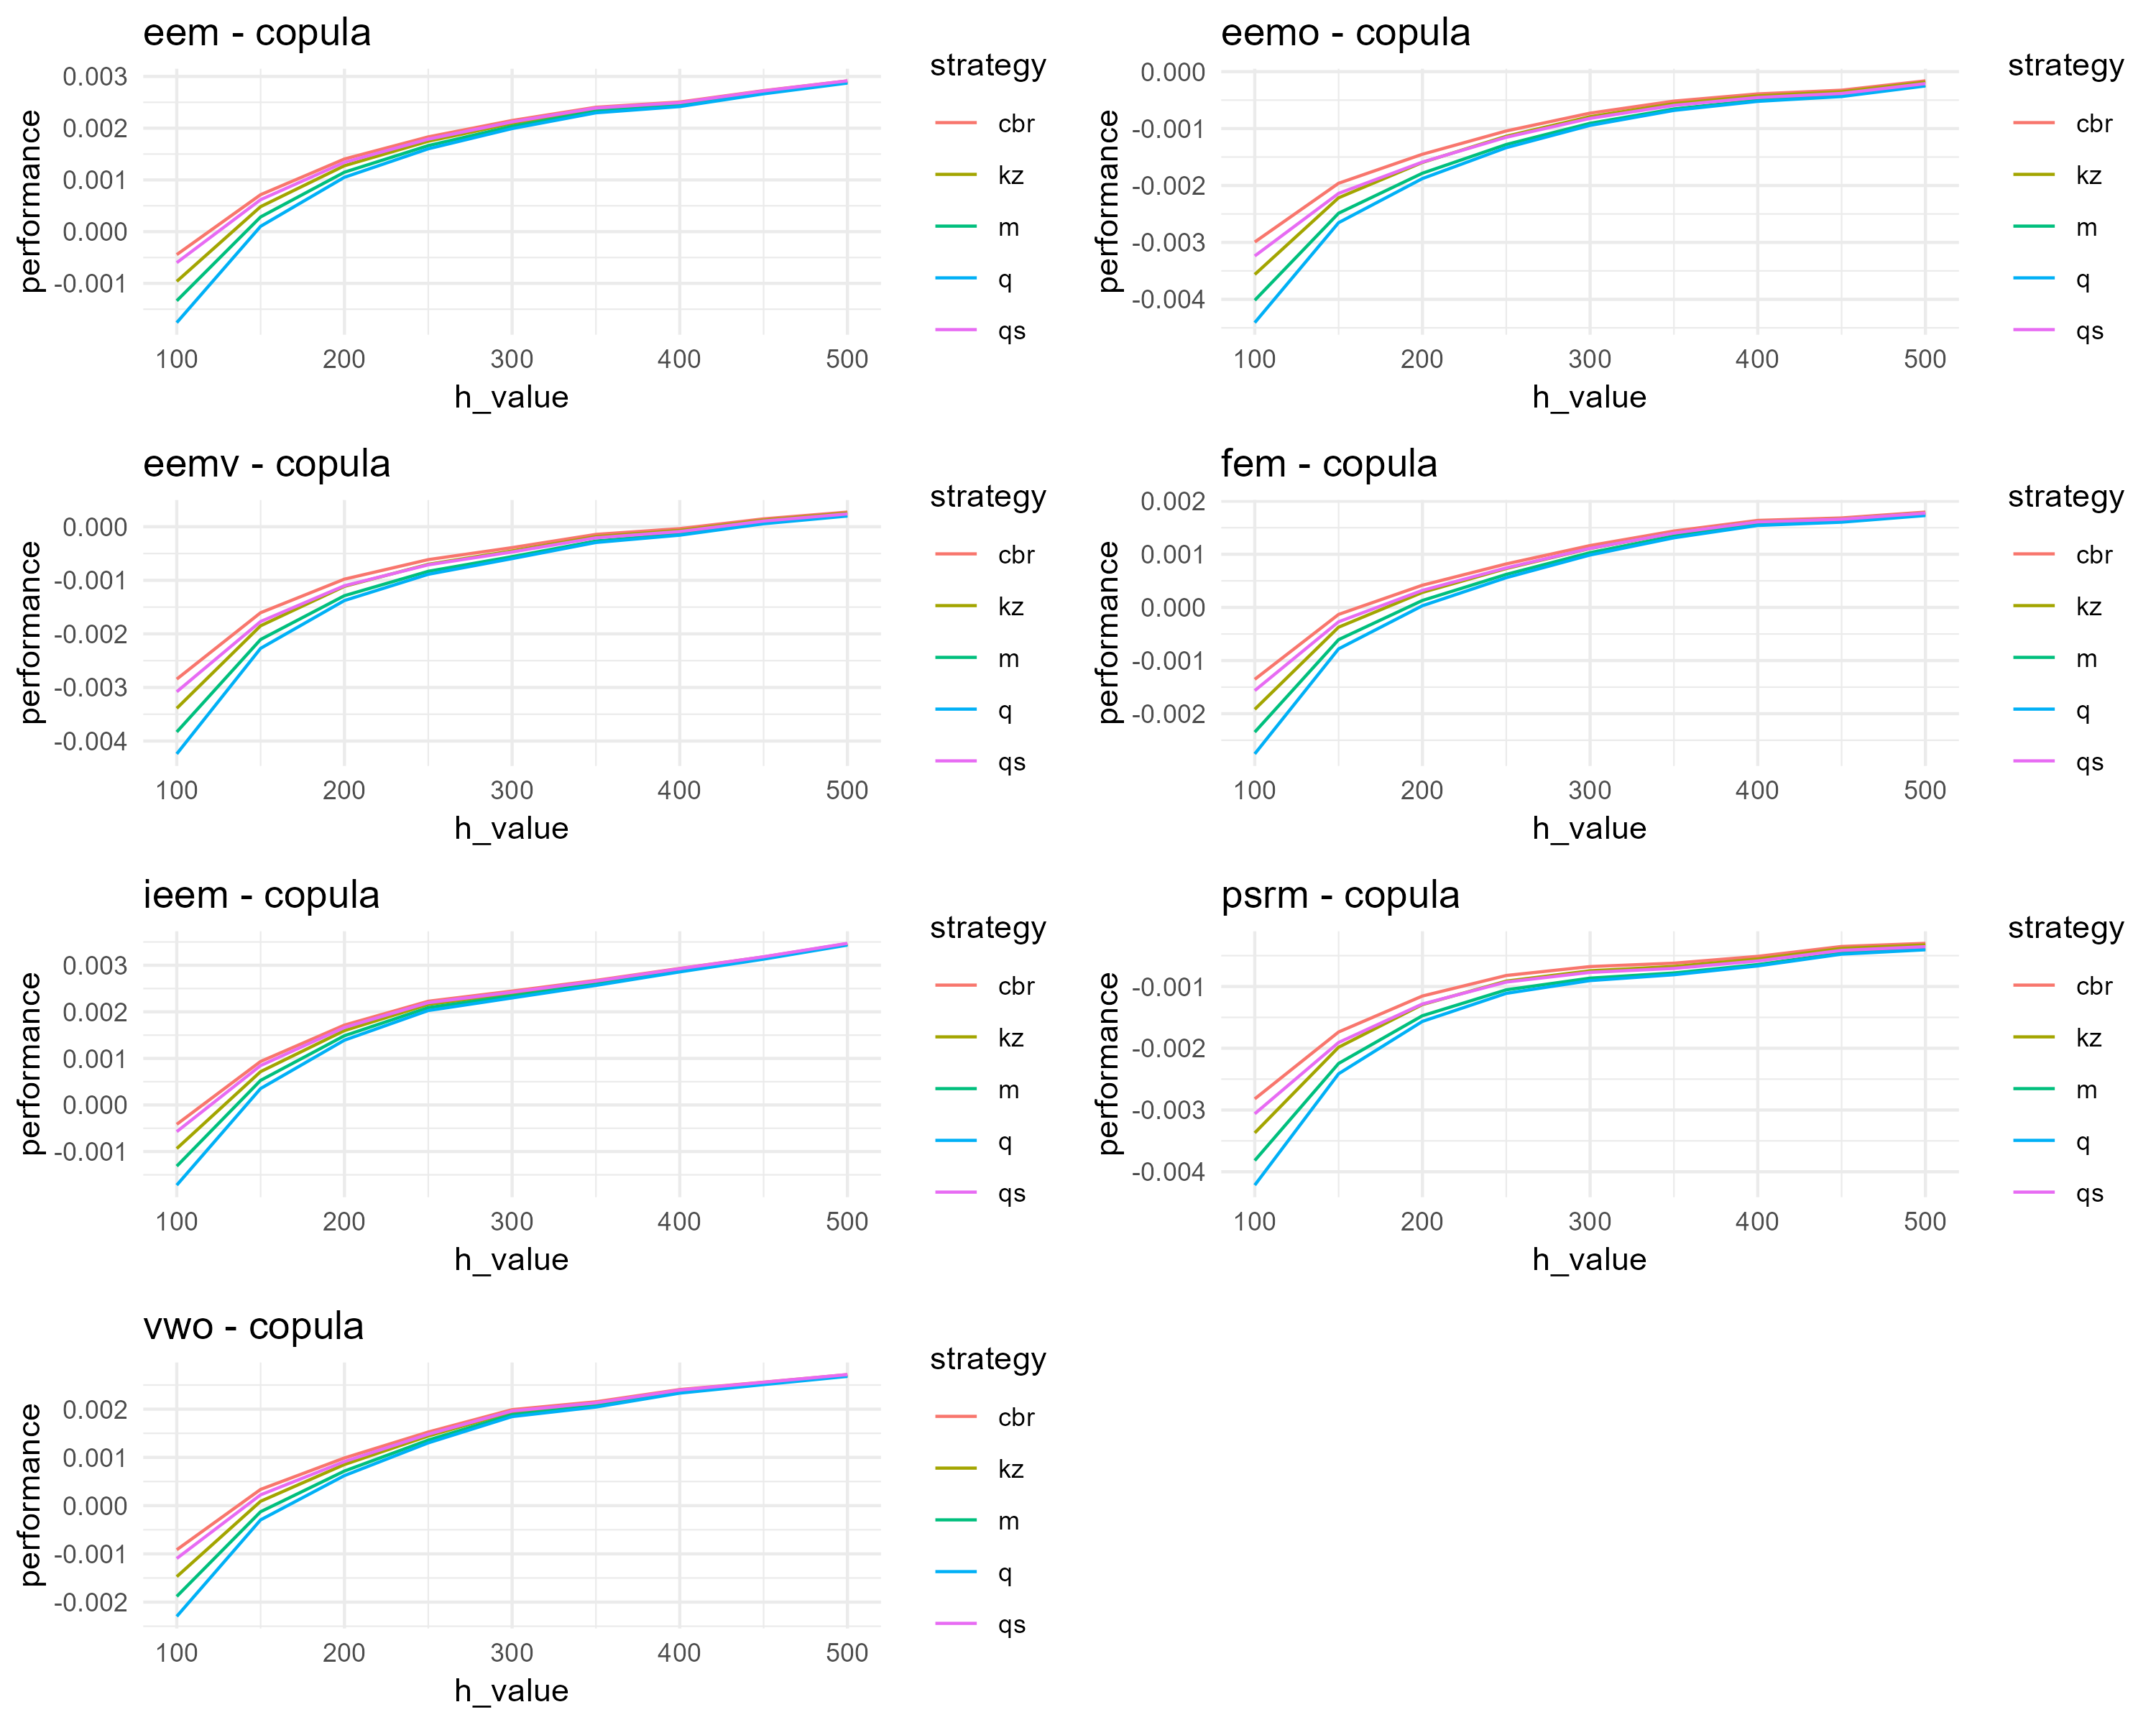 eem - copula
performance
0.003
0.002
0.001
0.000
-0.001
100 200 300 400 500
h_value
strategy
cbr
kz
m
q
qs
eemo - copula
performance
0.000
-0.001
-0.002
-0.003
-0.004
100 200 300 400 500
h_value
strategy
cbr
kz
m
q
qs
eemv - copula
performance
0.000
-0.001
-0.002
-0.003
-0.004
100 200 300 400 500
h_value
strategy
cbr
kz
m
q
qs
fem - copula
performance
0.002
0.001
0.000
-0.001
-0.002
100 200 300 400 500
h_value
strategy
cbr
kz
m
q
qs
ieem - copula
performance
0.003
0.002
0.001
0.000
-0.001
100 200 300 400 500
h_value
strategy
cbr
kz
m
q
qs
psrm - copula
performance
-0.001
-0.002
-0.003
-0.004
100 200 300 400 500
h_value
strategy
cbr
kz
m
q
qs
vwo - copula
performance
0.002
0.001
0.000
-0.001
-0.002
100 200 300 400 500
h_value
strategy
cbr
kz
m
q
qs